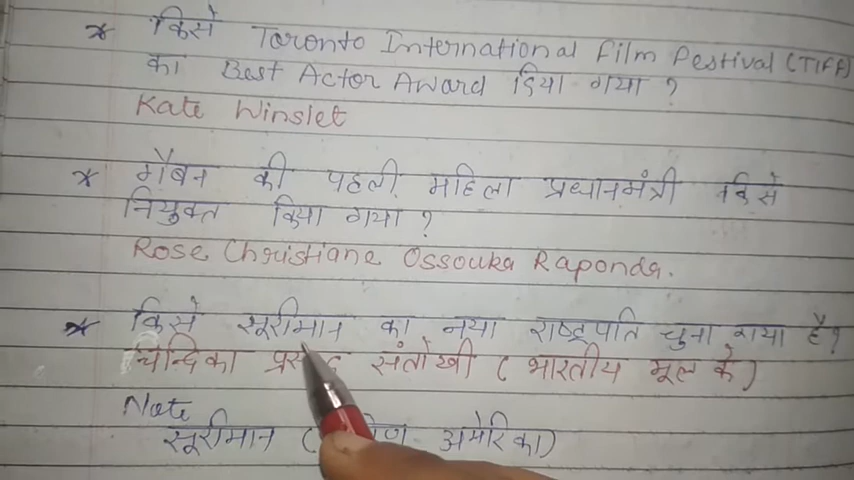 * किसे Toronto International Film Pestival (TIFF)
का Best Actor Award दिया गया ?
Kate Winslet
* गैबन की पहली महिला प्रधानमंत्री किसे
नियुक्त किया गया ?
Rose Christiane Ossouka Raponda.
* किसे सूरीमान का नया राष्ट्रपति चुना गया है?
चन्द्रिका संतोखी ( भारतीय मूल के )
Note
सूरीमान ( अमेरिका)